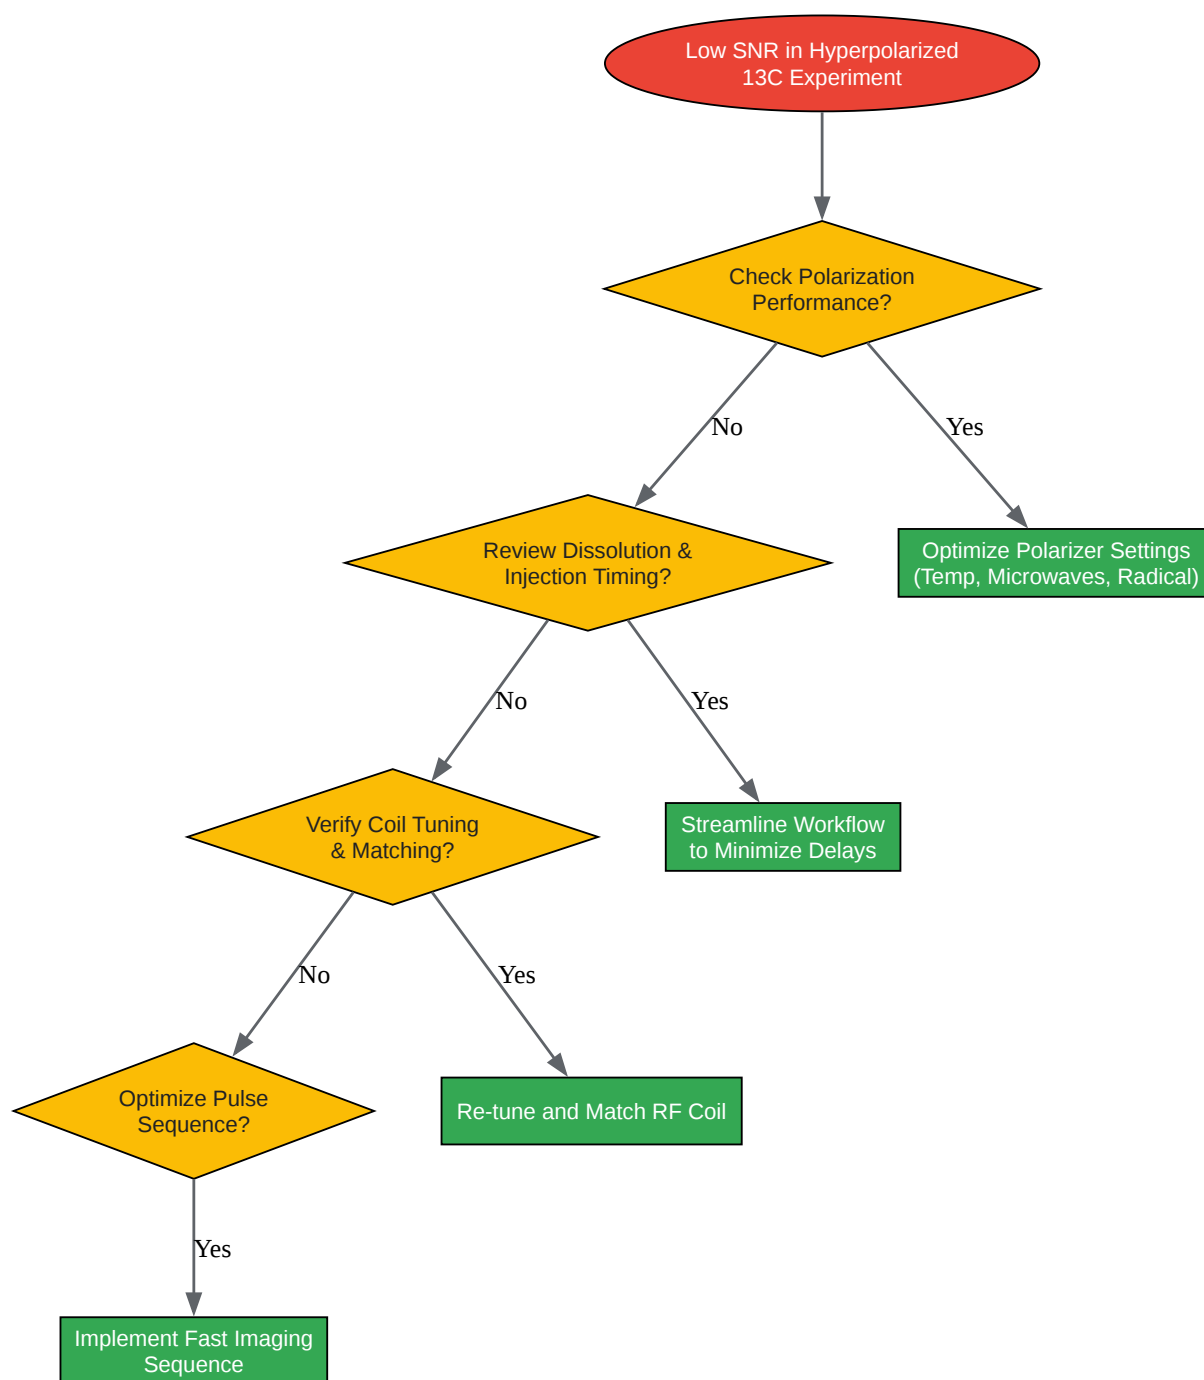 Low SNR in Hyperpolarized
13C Experiment
Check Polarization
Performance?
No
Yes
Review Dissolution &
Injection Timing?
Optimize Polarizer Settings
(Temp, Microwaves, Radical)
No
Yes
Verify Coil Tuning
& Matching?
Streamline Workflow
to Minimize Delays
No
Yes
Optimize Pulse
Sequence?
Re-tune and Match RF Coil
Yes
Implement Fast Imaging
Sequence